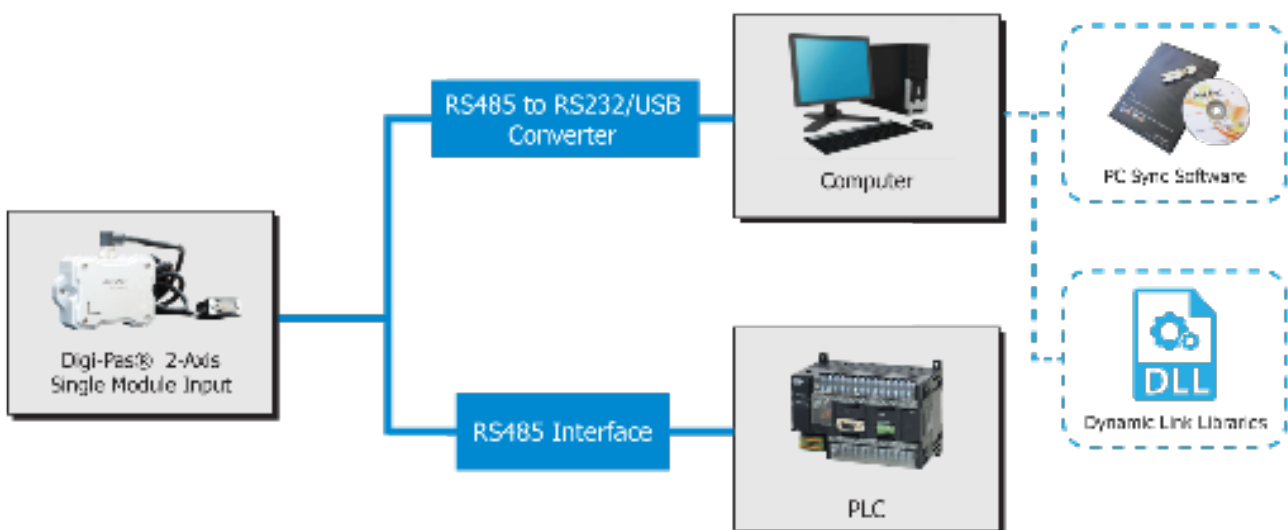 RS485 to RS232/USB
Converter
Computer
PC Sync Software
Digi-Pas® 2-Axis
Single Module Input
RS485 Interface
PLC
DLL
Dynamic Link Libraries